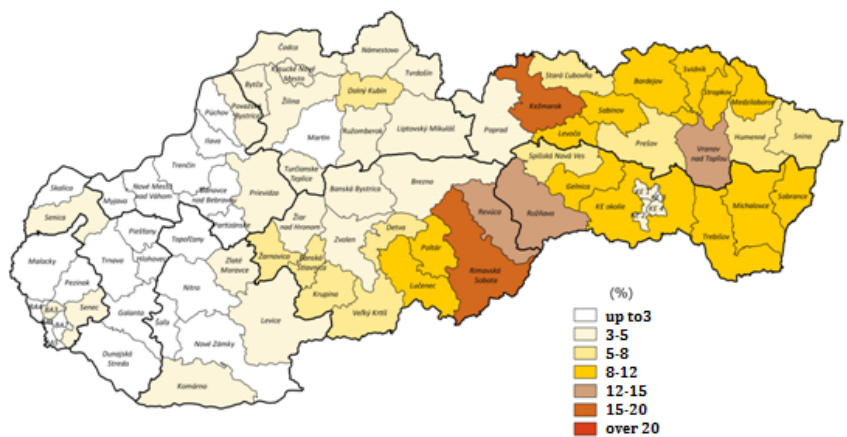 Čadca
Námestovo
Kysucké Nové
Mesto
Tvrdošín
Bytča
Dolný Kubín
Žilina
Považská
Bystrica
Púchov
Martin
Ružomberok
Liptovský Mikuláš
Ilava
Poprad
Kežmarok
Stará Ľubovňa
Bardejov
Svidník
Stropkov
Medzilaborce
Sabinov
Levoča
Prešov
Vranov
nad Topľou
Humenné
Snina
Trenčín
Turčianske
Teplice
Prievidza
Skalica
Myjava
Nové Mesto
nad Váhom
Bánovce
nad Bebravou
Partizánske
Banská Bystrica
Brezno
Spišská Nová Ves
Gelnica
KE okolie
Michalovce
Sobrance
Trebišov
Rožňava
Revúca
Rimavská
Sobota
Senica
Piešťany
Topoľčany
Žiar
nad Hronom
Zvolen
Detva
Poltár
Lučenec
Malacky
Trnava
Hlohovec
Zlaté
Moravce
Žarnovica
Banská
Štiavnica
Krupina
Veľký Krtíš
Pezinok
Nitra
Senec
Galanta
Šaľa
Levice
Nové Zámky
Dunajská
Streda
Komárno
(%)
up to3
3-5
5-8
8-12
12-15
15-20
over 20